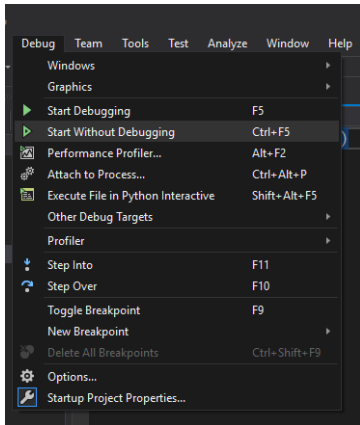 Debug Team Tools Test Analyze Window Help
Windows
Graphics
Start Debugging F5
Start Without Debugging Ctrl+F5
Performance Profiler... Alt+F2
Attach to Process... Ctrl+Alt+P
Execute File in Python Interactive Shift+Alt+F5
Other Debug Targets
Profiler
Step Into F11
Step Over F10
Toggle Breakpoint F9
New Breakpoint
Delete All Breakpoints Ctrl+Shift+F9
Options...
Startup Project Properties...